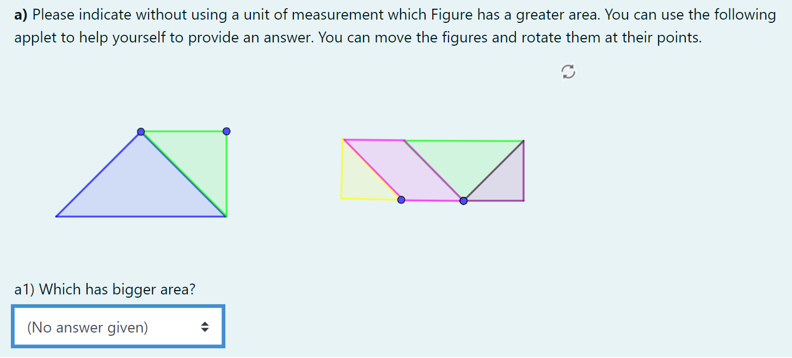 a) Please indicate without using a unit of measurement which Figure has a greater area. You can use the following
applet to help yourself to provide an answer. You can move the figures and rotate them at their points.
a1) Which has bigger area?
(No answer given)